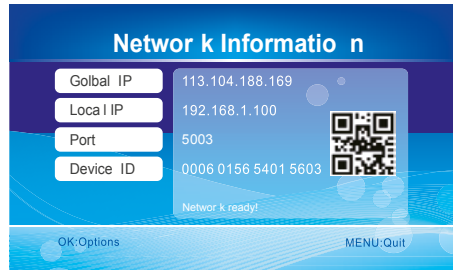 Networ k Informatio n
Golbal IP 113.104.188.169
Loca l IP 192.168.1.100
Port 5003
Device ID 0006 0156 5401 5603
Networ k ready!
OK:Options MENU:Quit